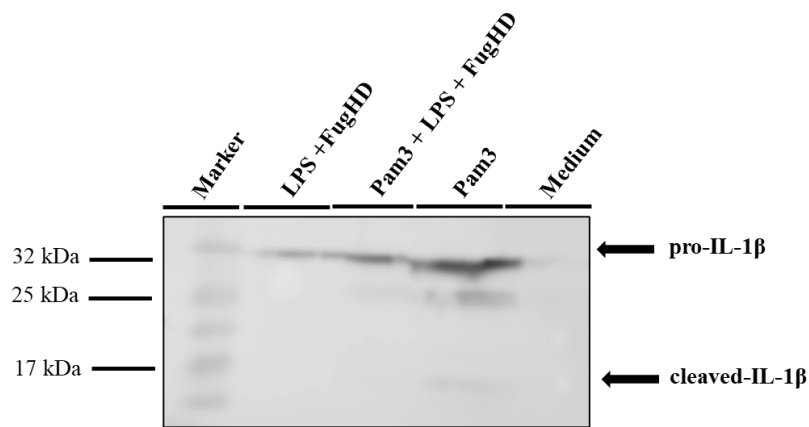 Marker
LPS +FugHD
Pam3 + LPS + FugHD
Pam3
Medium
32 kDa
pro-IL-1β
25 kDa
17 kDa
cleaved-IL-1β